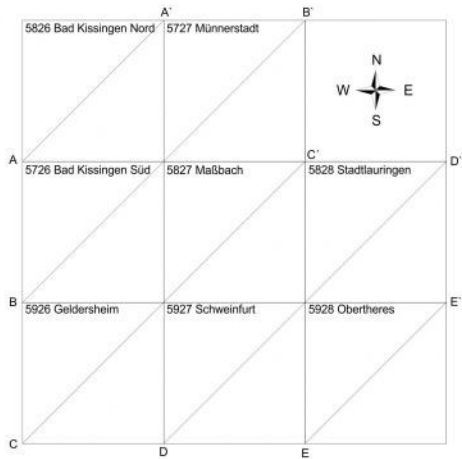 A´ B´
5826 Bad Kissingen Nord 5727 Münnerstadt
N
W E
S
A C´ D´
5726 Bad Kissingen Süd 5827 Maßbach 5828 Stadtlauringen
B E´
5926 Geldersheim 5927 Schweinfurt 5928 Obertheres
C D E